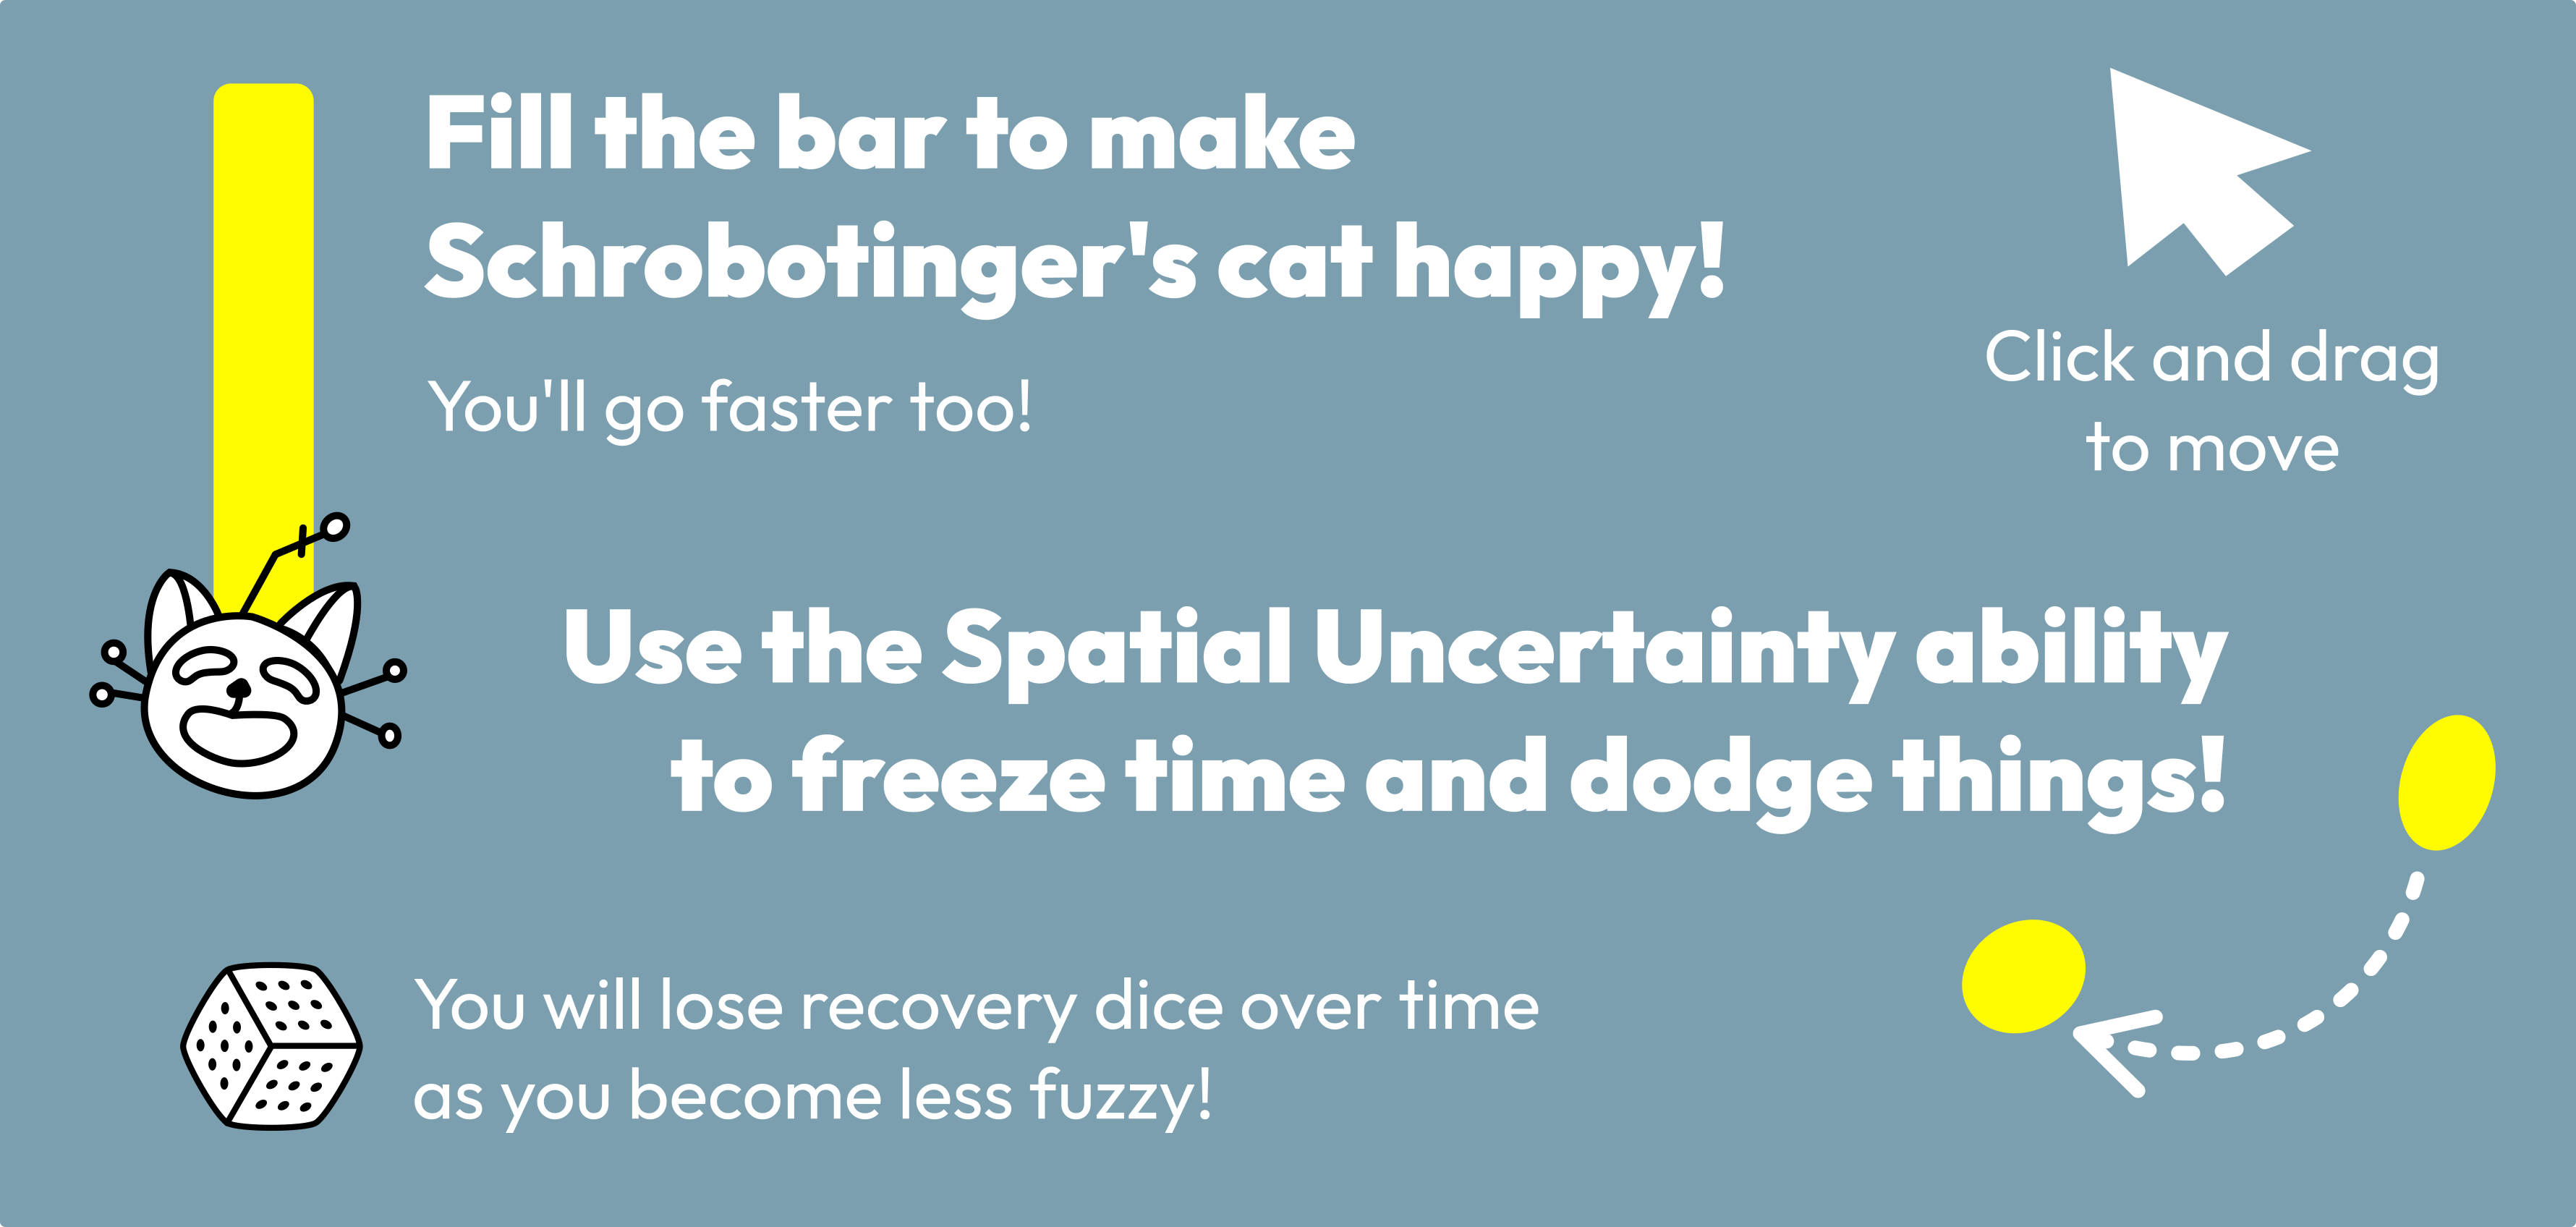 Fill the bar to make
Schrobotinger's cat happy!
You'll go faster too!
Click and drag
to move
Use the Spatial Uncertainty ability
to freeze time and dodge things!
You will lose recovery dice over time
as you become less fuzzy!